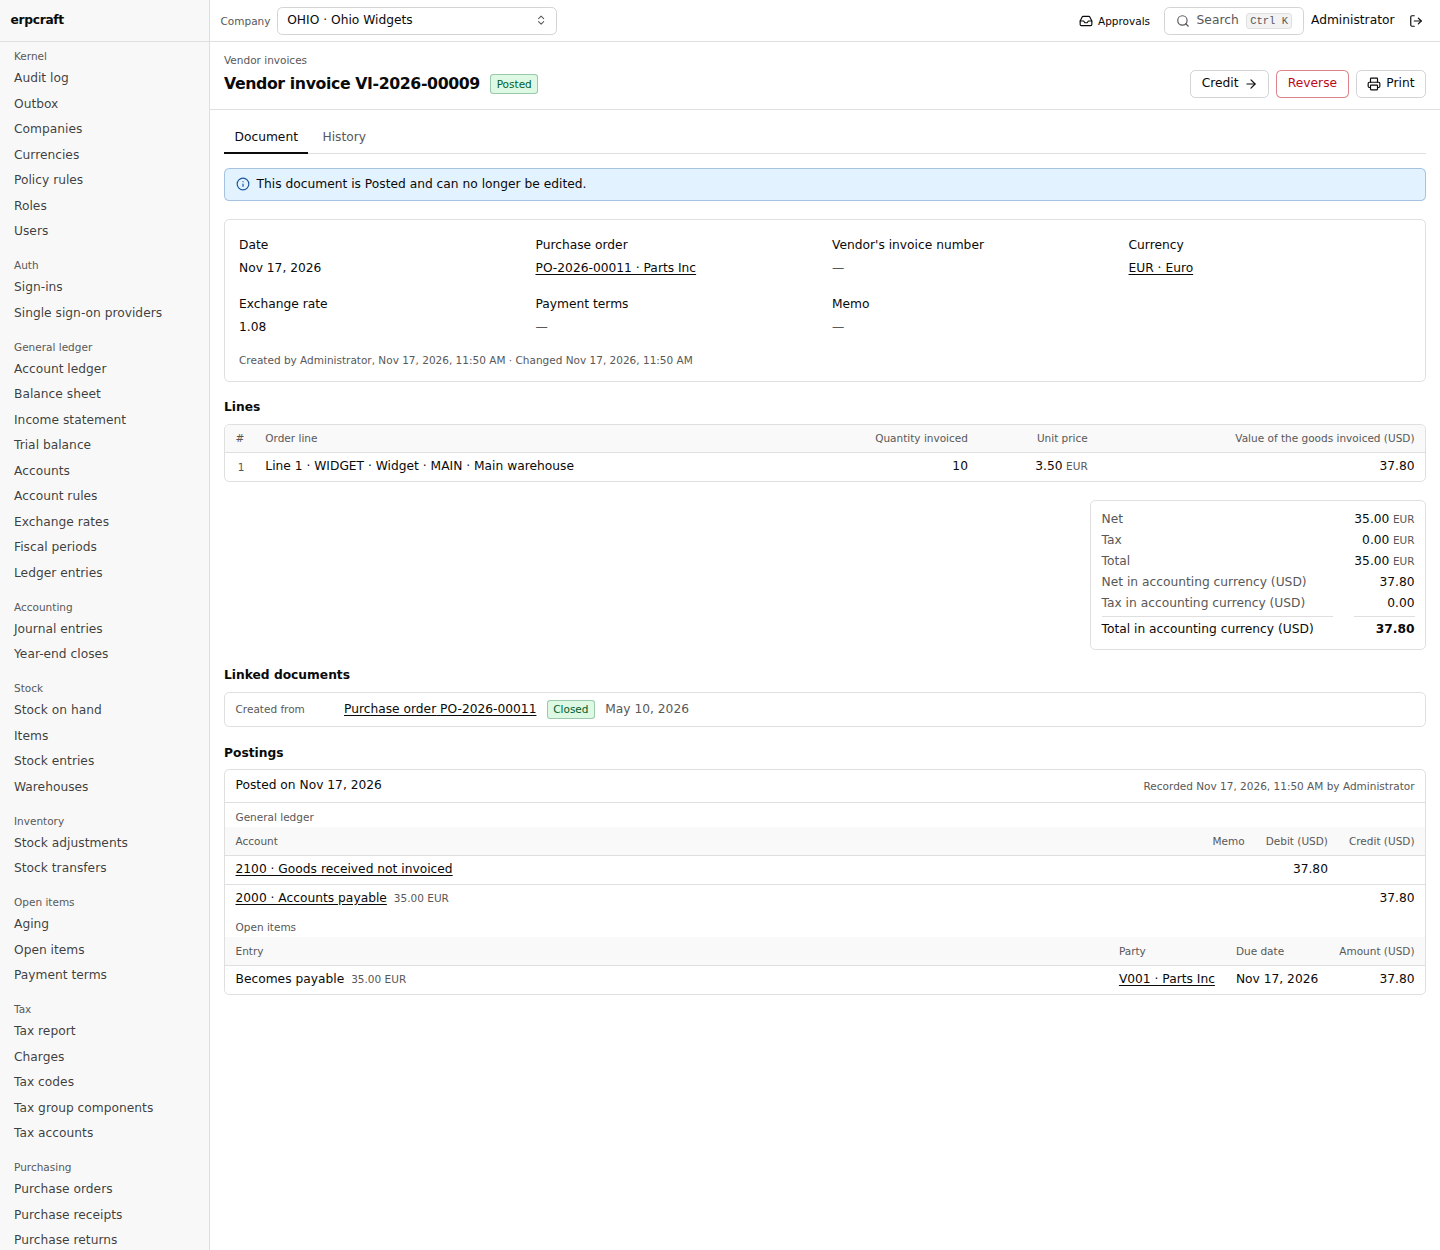 erpcraft
Company
OHIO · Ohio Widgets
Approvals
Search
Ctrl K
Administrator
Kernel
Audit log
Outbox
Companies
Currencies
Policy rules
Roles
Users
Auth
Sign-ins
Single sign-on providers
General ledger
Account ledger
Balance sheet
Income statement
Trial balance
Accounts
Account rules
Exchange rates
Fiscal periods
Ledger entries
Accounting
Journal entries
Year-end closes
Stock
Stock on hand
Items
Stock entries
Warehouses
Inventory
Stock adjustments
Stock transfers
Open items
Aging
Open items
Payment terms
Tax
Tax report
Charges
Tax codes
Tax group components
Tax accounts
Purchasing
Purchase orders
Purchase receipts
Purchase returns
Vendor invoices
Vendor invoice VI-2026-00009
Posted
Credit
Reverse
Print
Document
History
This document is Posted and can no longer be edited.
Date
Purchase order
Vendor's invoice number
Currency
Nov 17, 2026
PO-2026-00011 · Parts Inc
—
EUR · Euro
Exchange rate
Payment terms
Memo
1.08
—
—
Created by Administrator, Nov 17, 2026, 11:50 AM · Changed Nov 17, 2026, 11:50 AM
Lines
# Order line Quantity invoiced Unit price Value of the goods invoiced (USD)
1 Line 1 · WIDGET · Widget · MAIN · Main warehouse 10 3.50 EUR 37.80
Net 35.00 EUR
Tax 0.00 EUR
Total 35.00 EUR
Net in accounting currency (USD) 37.80
Tax in accounting currency (USD) 0.00
Total in accounting currency (USD) 37.80
Linked documents
Created from Purchase order PO-2026-00011 Closed May 10, 2026
Postings
Posted on Nov 17, 2026 Recorded Nov 17, 2026, 11:50 AM by Administrator
General ledger
Account Memo Debit (USD) Credit (USD)
2100 · Goods received not invoiced 37.80
2000 · Accounts payable 35.00 EUR 37.80
Open items
Entry Party Due date Amount (USD)
Becomes payable 35.00 EUR V001 · Parts Inc Nov 17, 2026 37.80